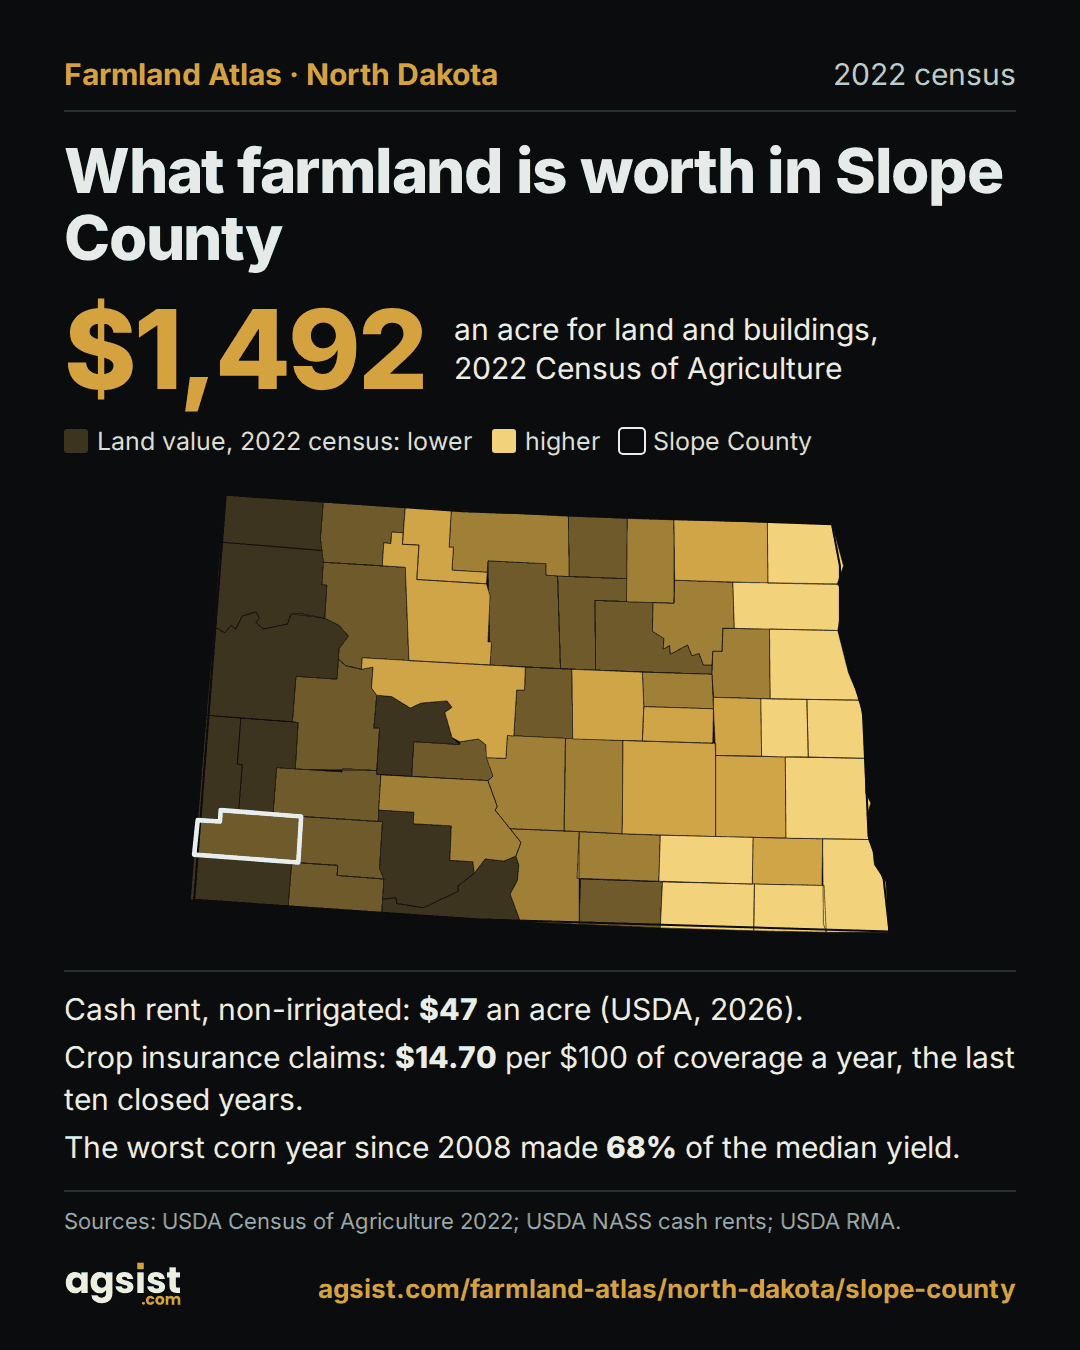 Farmland Atlas · North Dakota
2022 census
What farmland is worth in Slope
County
$1,492
an acre for land and buildings,
2022 Census of Agriculture
Land value, 2022 census: lower
higher
Slope County
Cash rent, non-irrigated: $47 an acre (USDA, 2026).
Crop insurance claims: $14.70 per $100 of coverage a year, the last
ten closed years.
The worst corn year since 2008 made 68% of the median yield.
Sources: USDA Census of Agriculture 2022; USDA NASS cash rents; USDA RMA.
agsist
.com
agsist.com/farmland-atlas/north-dakota/slope-county